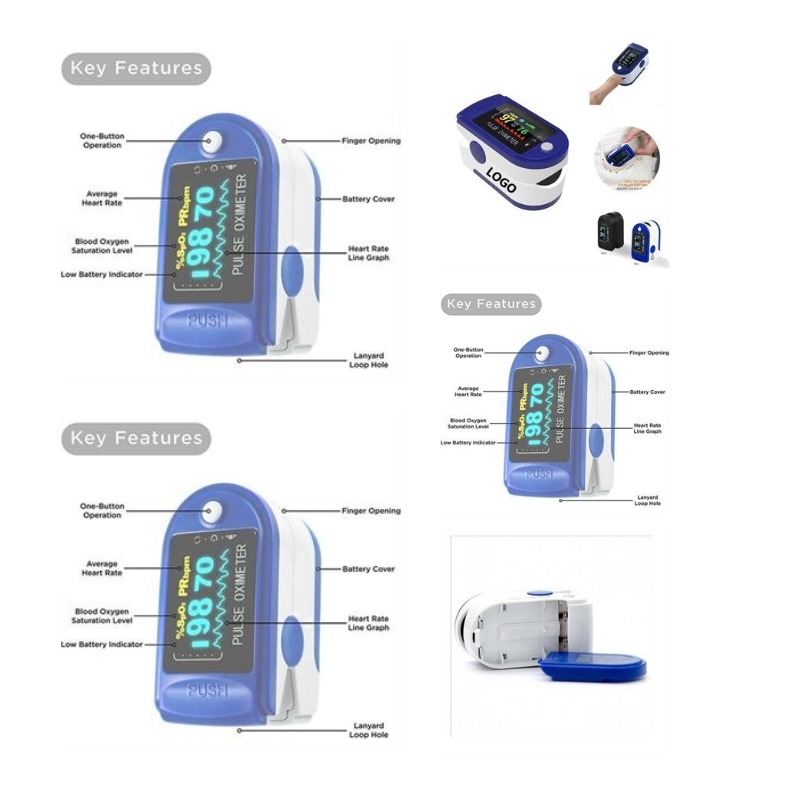 Key Features
One-Button
Operation
Finger Opening
Average
Heart Rate
Battery Cover
Blood Oxygen
Saturation Level
Heart Rate
Line Graph
Low Battery Indicator
%SpO₂ PRbpm
98 70
PULSE OXIMETER
PUSH
Lanyard
Loop Hole
97 76
PULSE OXIMETER
LOGO
Key Features
One-Button
Operation
Finger Opening
Average
Heart Rate
Battery Cover
Blood Oxygen
Saturation Level
Heart Rate
Line Graph
Low Battery Indicator
%SpO₂ PRbpm
98 70
PULSE OXIMETER
PUSH
Lanyard
Loop Hole
Key Features
One-Button
Operation
Finger Opening
Average
Heart Rate
Battery Cover
Blood Oxygen
Saturation Level
Heart Rate
Line Graph
Low Battery Indicator
%SpO₂ PRbpm
98 70
PULSE OXIMETER
PUSH
Lanyard
Loop Hole